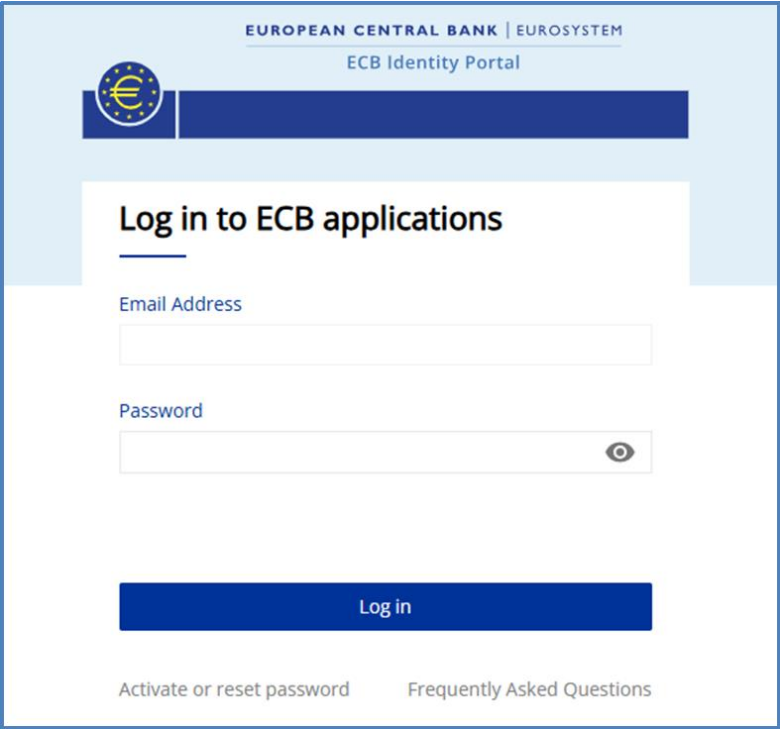 EUROPEAN CENTRAL BANK | EUROSYSTEM
ECB Identity Portal
Log in to ECB applications
Email Address
Password
Log in
Activate or reset password Frequently Asked Questions